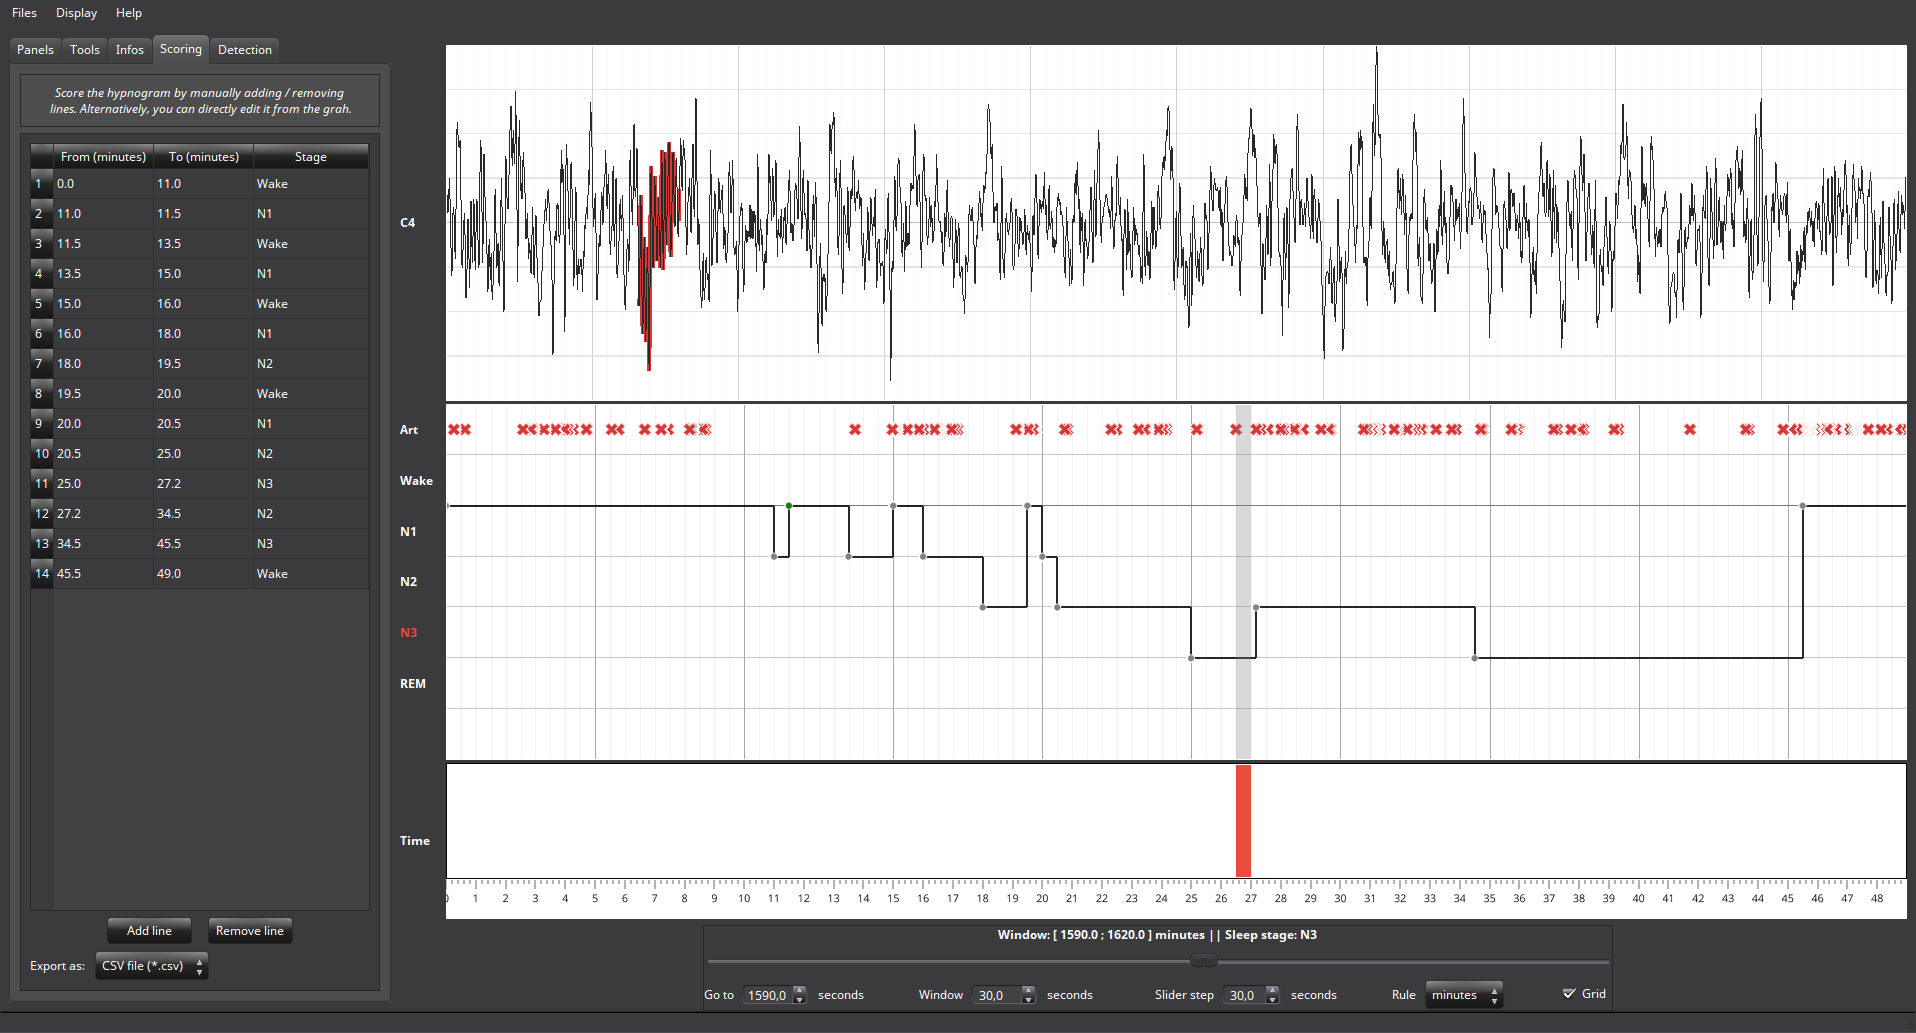 Files Display Help
Panels Tools Infos Scoring Detection
Score the hypnogram by manually adding / removing
lines. Alternatively, you can directly edit it from the grah.
From (minutes) To (minutes) Stage
1 0.0 11.0 Wake
2 11.0 11.5 N1
3 11.5 13.5 Wake
4 13.5 15.0 N1
5 15.0 16.0 Wake
6 16.0 18.0 N1
7 18.0 19.5 N2
8 19.5 20.0 Wake
9 20.0 20.5 N1
10 20.5 25.0 N2
11 25.0 27.2 N3
12 27.2 34.5 N2
13 34.5 45.5 N3
14 45.5 49.0 Wake
Add line Remove line
Export as: CSV file (*.csv)
C4
Art
Wake
N1
N2
N3
REM
Time
0 1 2 3 4 5 6 7 8 9 10 11 12 13 14 15 16 17 18 19 20 21 22 23 24 25 26 27 28 29 30 31 32 33 34 35 36 37 38 39 40 41 42 43 44 45 46 47 48
Window: [ 1590.0 ; 1620.0 ] minutes || Sleep stage: N3
Go to 1590,0 seconds Window 30,0 seconds Slider step 30,0 seconds Rule minutes Grid